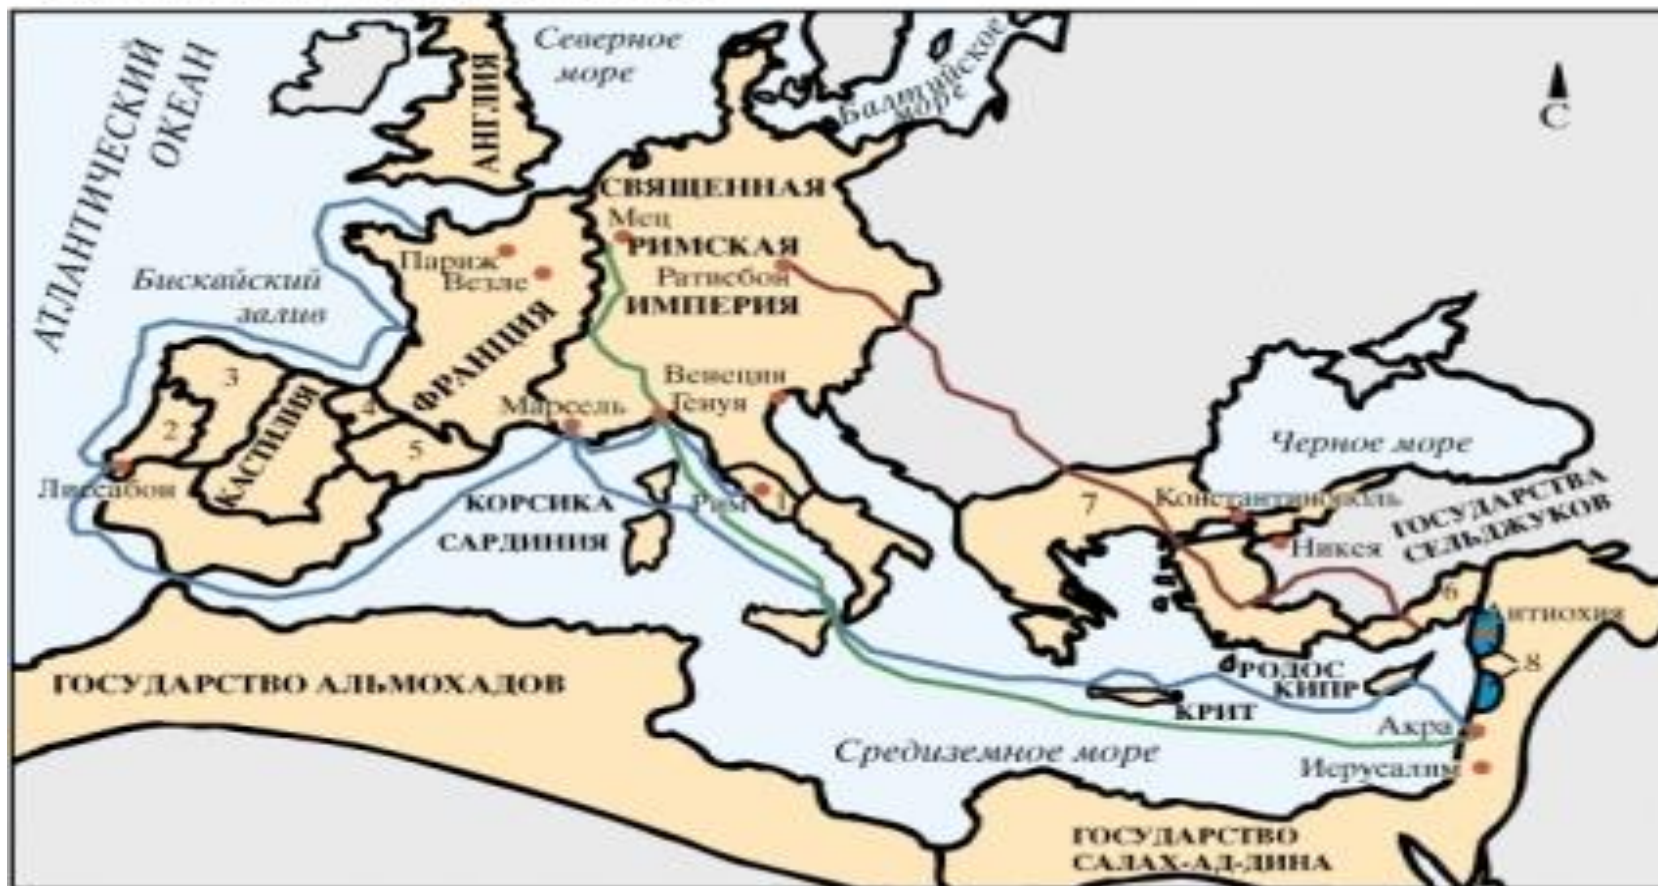 АТЛАНТИЧЕСКИЙ
ОКЕАН
Северное
море
Балтийское
море
С
АНГЛИЯ
СВЯЩЕННАЯ
Мец
РИМСКАЯ
Париж
Везле
Ратисбон
ИМПЕРИЯ
Бискайский
залив
ФРАНЦИЯ
3
2
КАСТИЛИЯ
4
5
Лиссабон
Венеция
Марсель
Генуя
КОРСИКА
САРДИНИЯ
Рим
1
Черное море
7
Константинополь
Никея
ГОСУДАРСТВА
СЕЛЬДЖУКОВ
6
Антиохия
8
РОДОС
КИПР
КРИТ
Акра
Иерусалим
Средиземное море
ГОСУДАРСТВО АЛЬМОХАДОВ
ГОСУДАРСТВО
САЛАХ-АД-ДИНА